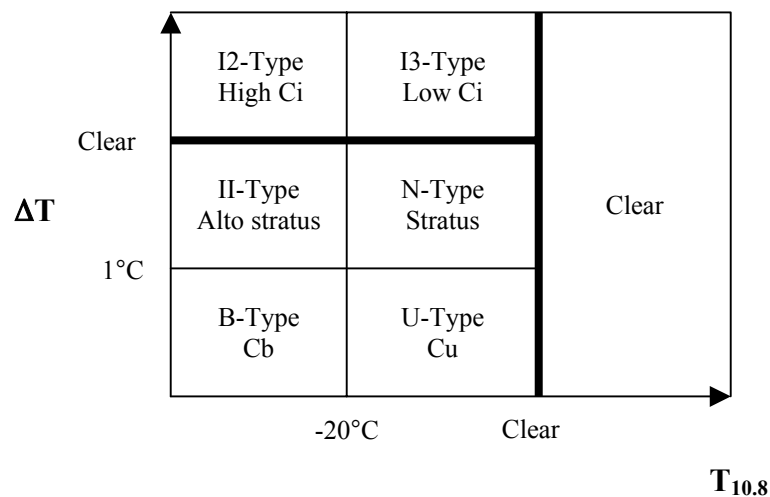 I2-Type
High Ci
I3-Type
Low Ci
Clear
II-Type
Alto stratus
N-Type
Stratus
Clear
ΔT
1°C
B-Type
Cb
U-Type
Cu
-20°C
Clear
T10.8